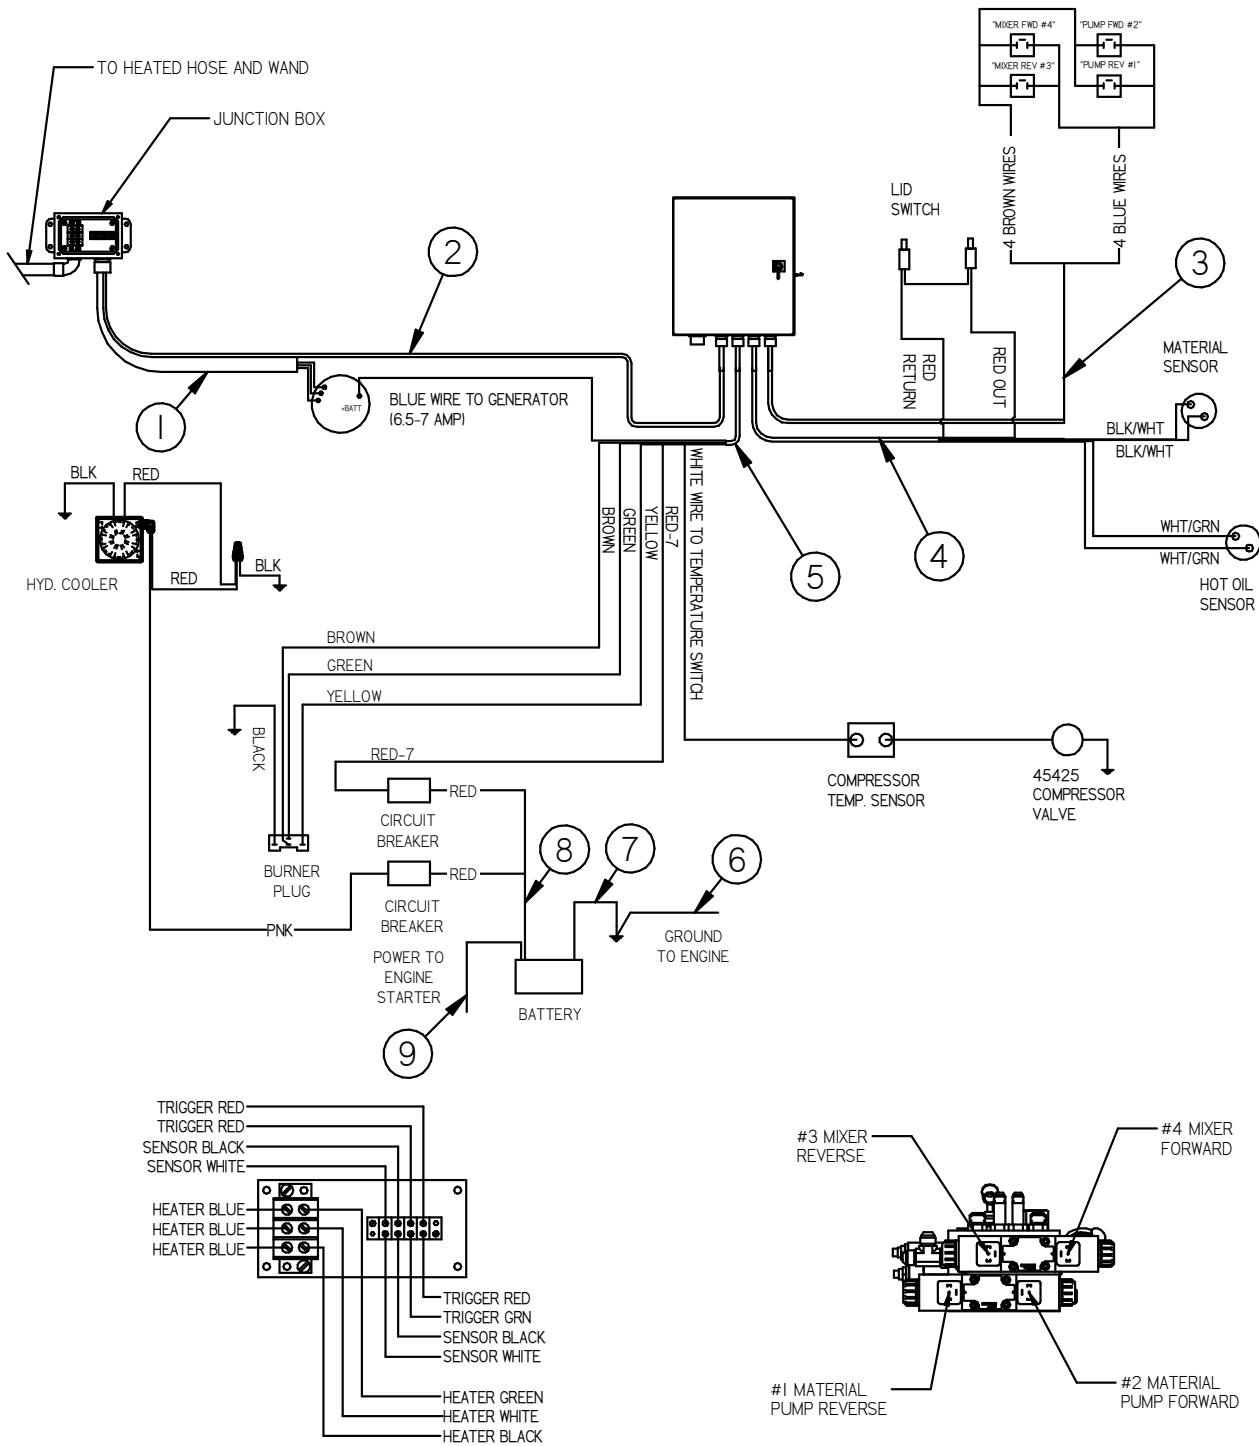 "MIXER FWD #4"
"PUMP FWD #2"
"MIXER REV #3"
"PUMP REV #1"
TO HEATED HOSE AND WAND
JUNCTION BOX
4 BROWN WIRES
4 BLUE WIRES
LID
SWITCH
2
3
MATERIAL
SENSOR
RED
RETURN
RED OUT
1
+BATT
BLUE WIRE TO GENERATOR
(6.5-7 AMP)
BLK/WHT
BLK/WHT
BLK
RED
WHITE WIRE TO TEMPERATURE SWITCH
RED-7
YELLOW
GREEN
BROWN
5
4
WHT/GRN
WHT/GRN
HOT OIL
SENSOR
HYD. COOLER
RED
BLK
BROWN
GREEN
YELLOW
BLACK
RED-7
RED
CIRCUIT
BREAKER
COMPRESSOR
TEMP. SENSOR
45425
COMPRESSOR
VALVE
BURNER
PLUG
RED
CIRCUIT
BREAKER
8
7
6
PNK
GROUND
TO ENGINE
POWER TO
ENGINE
STARTER
BATTERY
9
TRIGGER RED
TRIGGER RED
SENSOR BLACK
SENSOR WHITE
HEATER BLUE
HEATER BLUE
HEATER BLUE
TRIGGER RED
TRIGGER GRN
SENSOR BLACK
SENSOR WHITE
HEATER GREEN
HEATER WHITE
HEATER BLACK
#3 MIXER
REVERSE
#4 MIXER
FORWARD
#1 MATERIAL
PUMP REVERSE
#2 MATERIAL
PUMP FORWARD